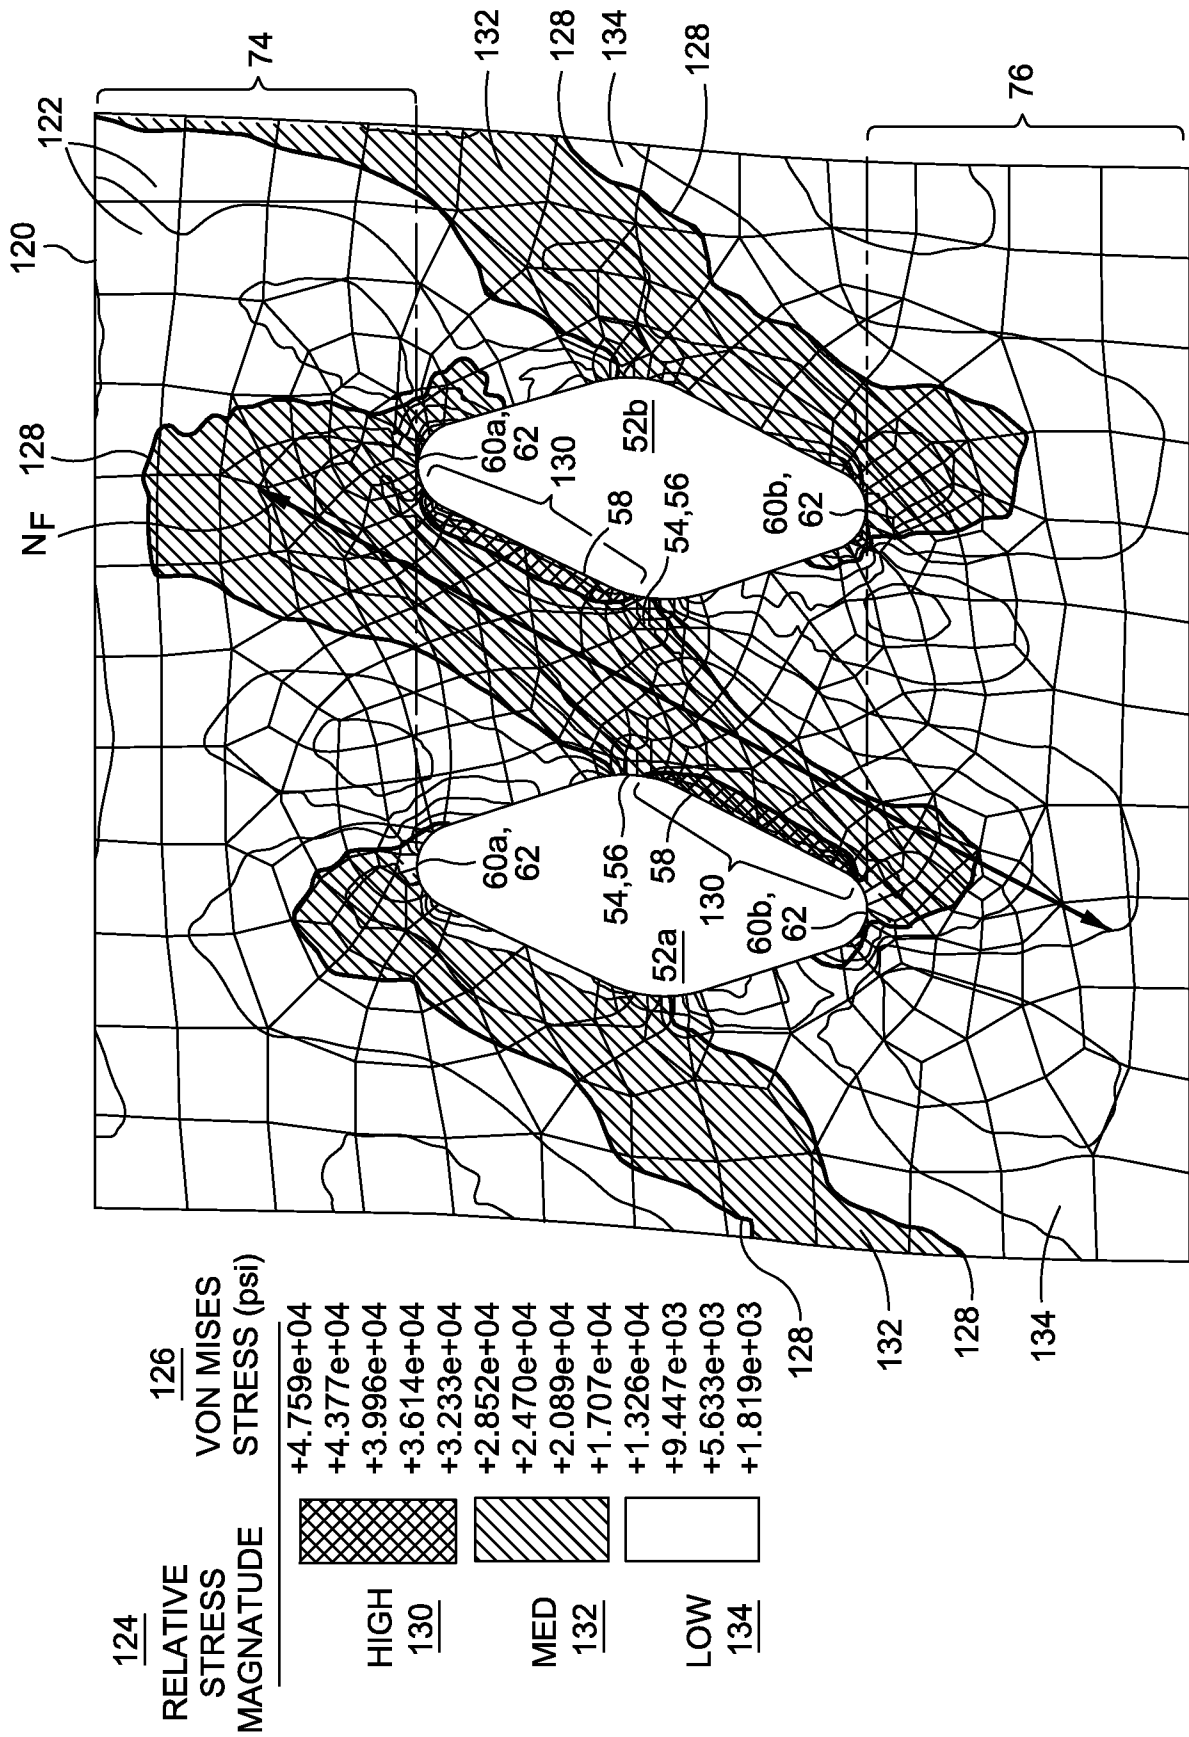 124
RELATIVE
STRESS
MAGNATUDE
126
VON MISES
STRESS (psi)
HIGH
130
MED
132
LOW
134
+4.759e+04
+4.377e+04
+3.996e+04
+3.614e+04
+3.233e+04
+2.852e+04
+2.470e+04
+2.089e+04
+1.707e+04
+1.326e+04
+9.447e+03
+5.633e+03
+1.819e+03
120
122
128
NF
74
132
128
134
128
76
60a,
62
130
58
54,56
52b
60b,
62
60a,
62
54,56
58
130
52a
60b,
62
128
132
128
134